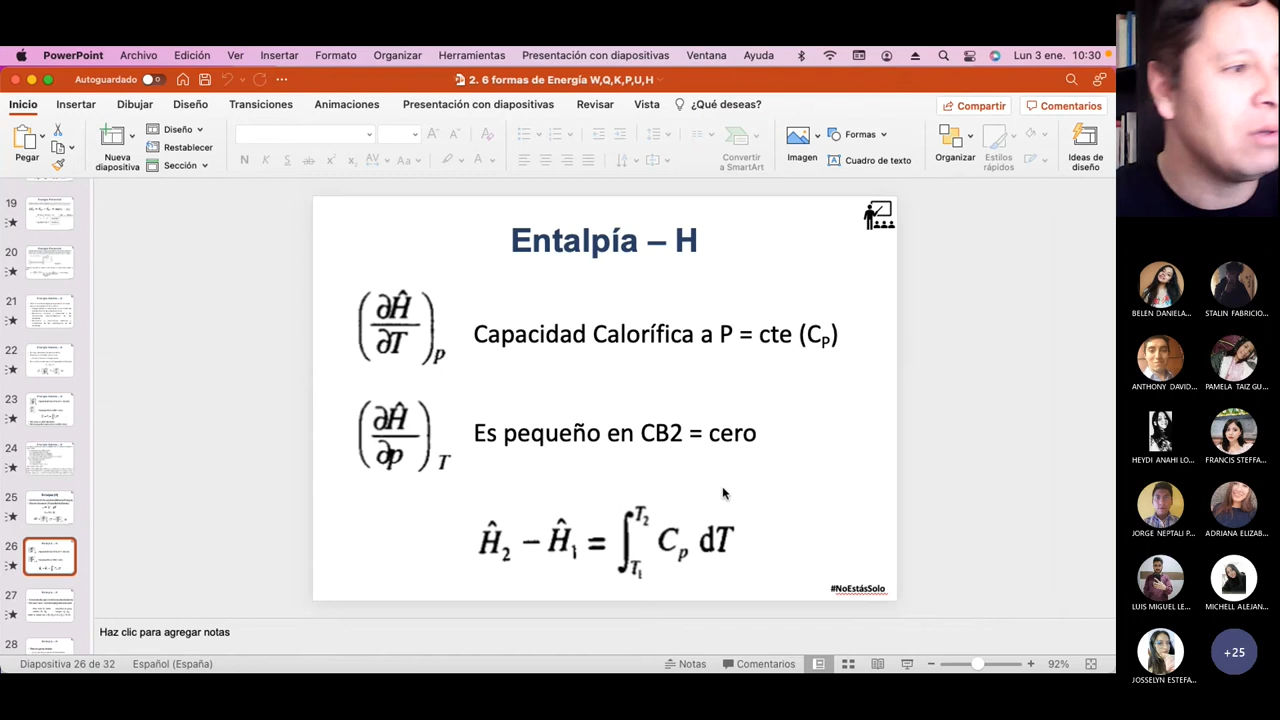 PowerPoint Archivo Edición Ver Insertar Formato Organizar Herramientas Presentación con diapositivas Ventana Ayuda Lun 3 ene. 10:30
Autoguardado 2. 6 formas de Energía W,Q,K,P,U,H
Inicio Insertar Dibujar Diseño Transiciones Animaciones Presentación con diapositivas Revisar Vista ¿Qué deseas? Compartir Comentarios
Pegar
Nueva diapositiva
Diseño
Restablecer
Sección
N K S ab x x AV Aa A
Convertir a SmartArt
Imagen
Formas
Cuadro de texto
Organizar
Estilos rápidos
Ideas de diseño
19
20
21
22
23
24
25
26
27
28
Entalpía – H
(∂Ĥ/∂T)p Capacidad Calorífica a P = cte (CP)
(∂Ĥ/∂p)T Es pequeño en CB2 = cero
Ĥ2 – Ĥ1 = ∫T1T2 Cp dT
#NoEstásSolo
Haz clic para agregar notas
Diapositiva 26 de 32 Español (España) Notas Comentarios 92%
BELEN DANIELA... STALIN FABRICIO...
ANTHONY DAVID... PAMELA TAIZ GU...
HEYDI ANAHI LO... FRANCIS STEFFA...
JORGE NEPTALI P... ADRIANA ELIZAB...
LUIS MIGUEL LE... MICHELL ALEJAN...
JOSSELYN ESTEFA... +25